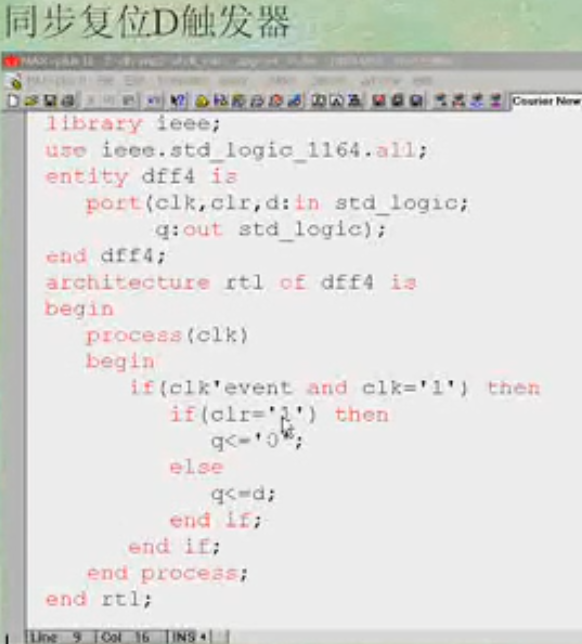 同步复位D触发器
Courier New
library ieee;
use ieee.std_logic_1164.all;
entity dff4 is
port(clk,clr,d:in std_logic;
q:out std_logic);
end dff4;
architecture rtl of dff4 is
begin
process(clk)
begin
if(clk'event and clk='1') then
if(clr='1') then
q<='0';
else
q<=d;
end if;
end if;
end process;
end rtl;
Line 9 Col 16 INS